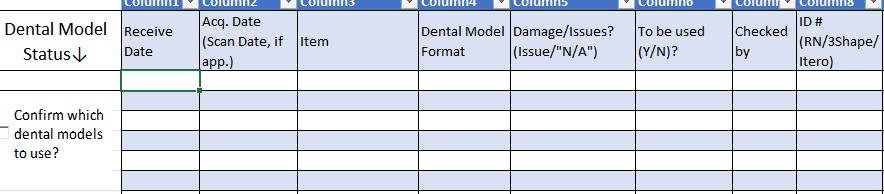 Column1 Column2 Column3 Column4 Column5 Column6 Column7 Column8
Dental Model
Status↓
Receive
Date
Acq. Date
(Scan Date, if
app.)
Item
Dental Model
Format
Damage/Issues?
(Issue/"N/A")
To be used
(Y/N)?
Checked
by
ID #
(RN/3Shape/
Itero)
Confirm which
dental models
to use?